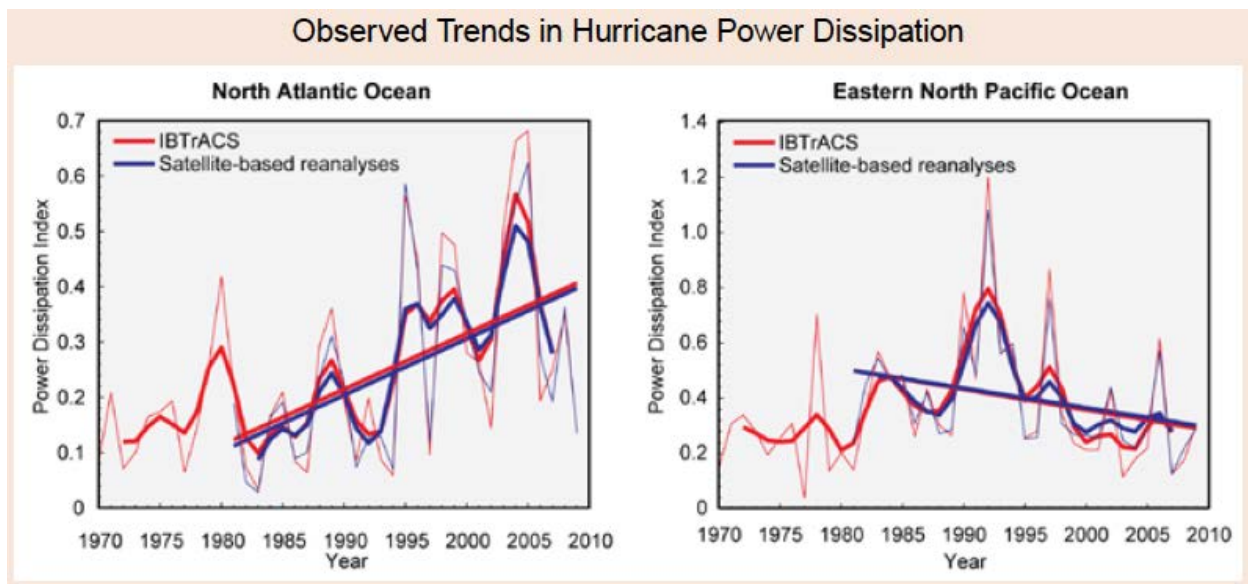 Observed Trends in Hurricane Power Dissipation
North Atlantic Ocean
0.7
0.6
0.5
0.4
0.3
0.2
0.1
0
Power Dissipation Index
IBTrACS
Satellite-based reanalyses
1970 1975 1980 1985 1990 1995 2000 2005 2010
Year
Eastern North Pacific Ocean
1.4
1.2
1.0
0.8
0.6
0.4
0.2
0
Power Dissipation Index
IBTrACS
Satellite-based reanalyses
1970 1975 1980 1985 1990 1995 2000 2005 2010
Year